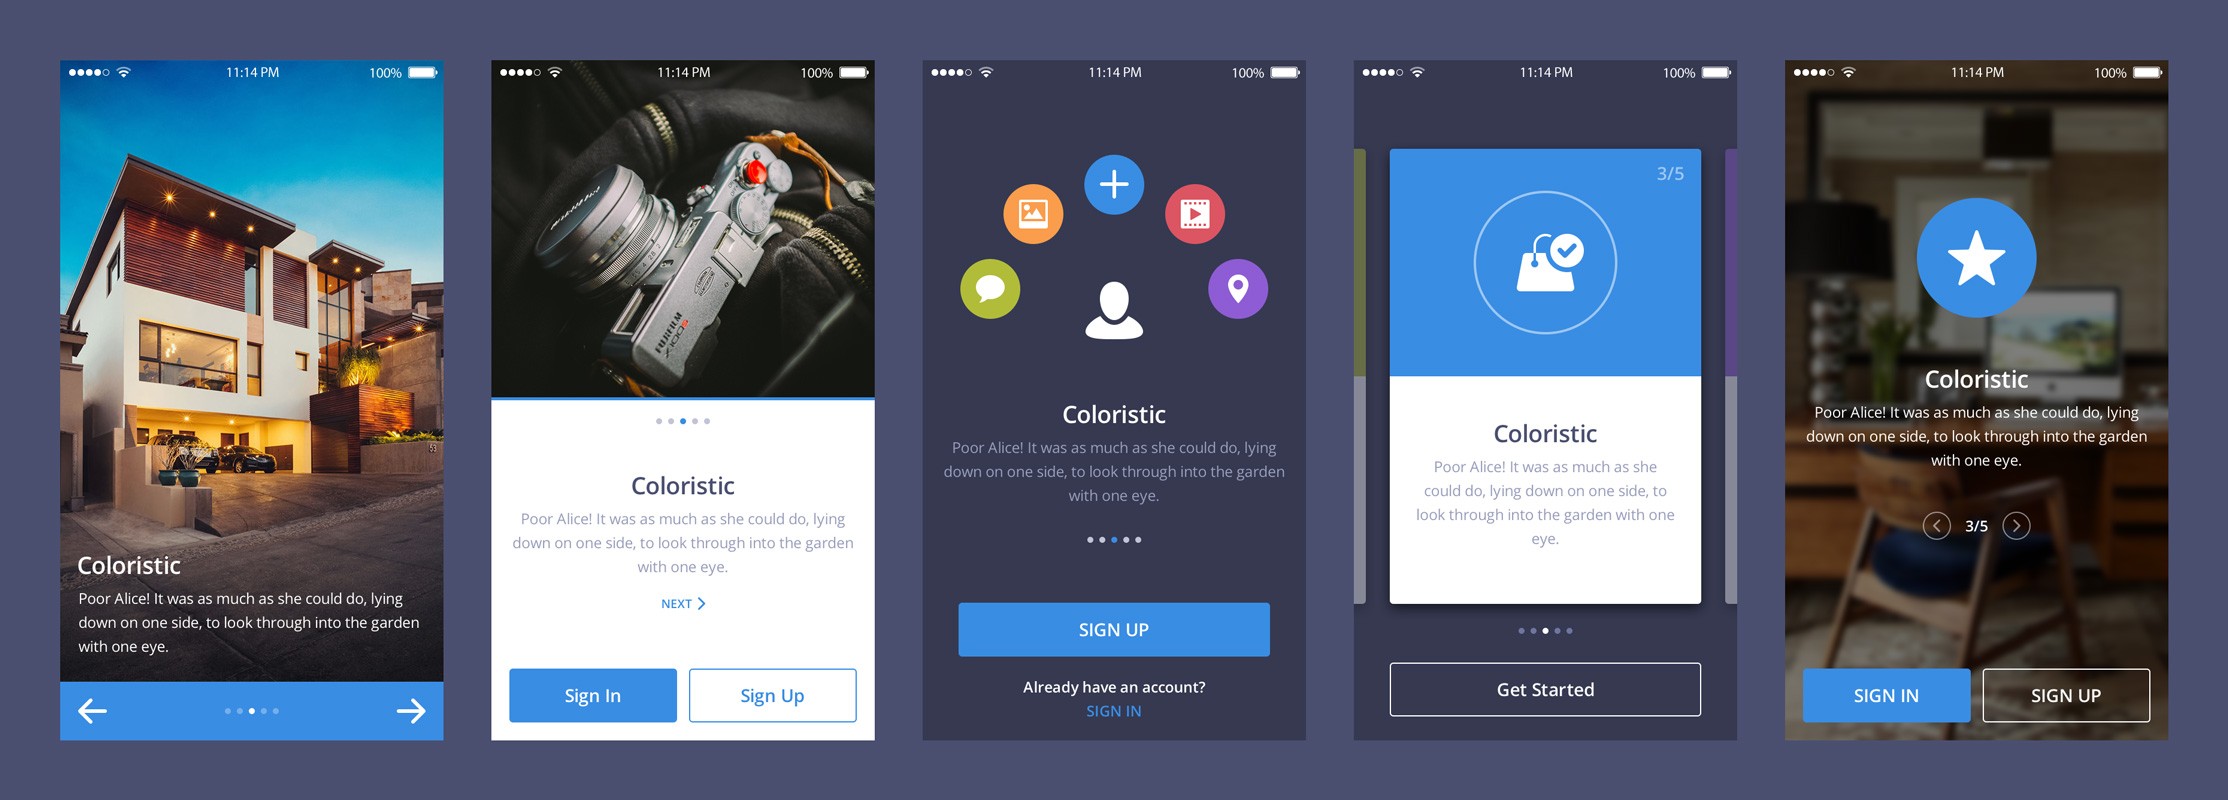 11:14 PM
100%
Coloristic
Poor Alice! It was as much as she could do, lying
down on one side, to look through into the garden
with one eye.
11:14 PM
100%
FUJIFILM
X100S
Coloristic
Poor Alice! It was as much as she could do, lying
down on one side, to look through into the garden
with one eye.
NEXT
Sign In
Sign Up
11:14 PM
100%
Coloristic
Poor Alice! It was as much as she could do, lying
down on one side, to look through into the garden
with one eye.
SIGN UP
Already have an account?
SIGN IN
11:14 PM
100%
3/5
Coloristic
Poor Alice! It was as much as she
could do, lying down on one side, to
look through into the garden with one
eye.
Get Started
11:14 PM
100%
Coloristic
Poor Alice! It was as much as she could do, lying
down on one side, to look through into the garden
with one eye.
3/5
SIGN IN
SIGN UP